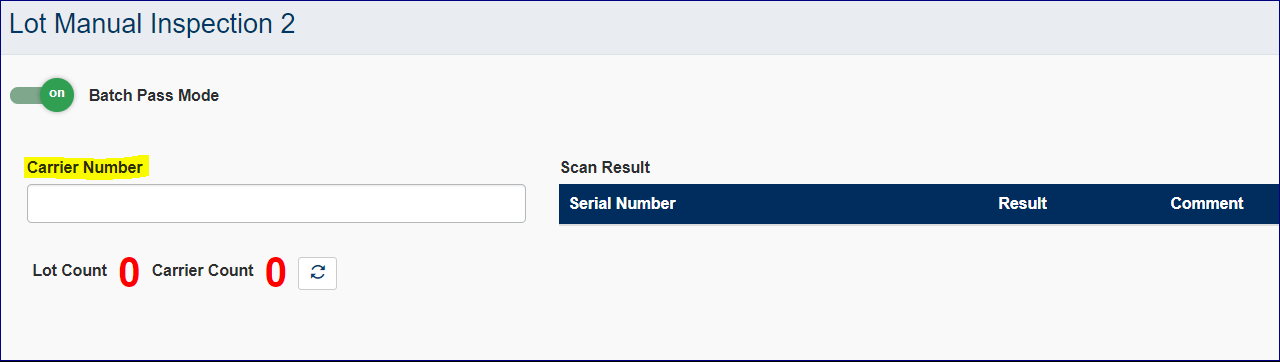 Lot Manual Inspection 2
on Batch Pass Mode
Carrier Number
Scan Result
Serial Number Result Comment
Lot Count 0 Carrier Count 0